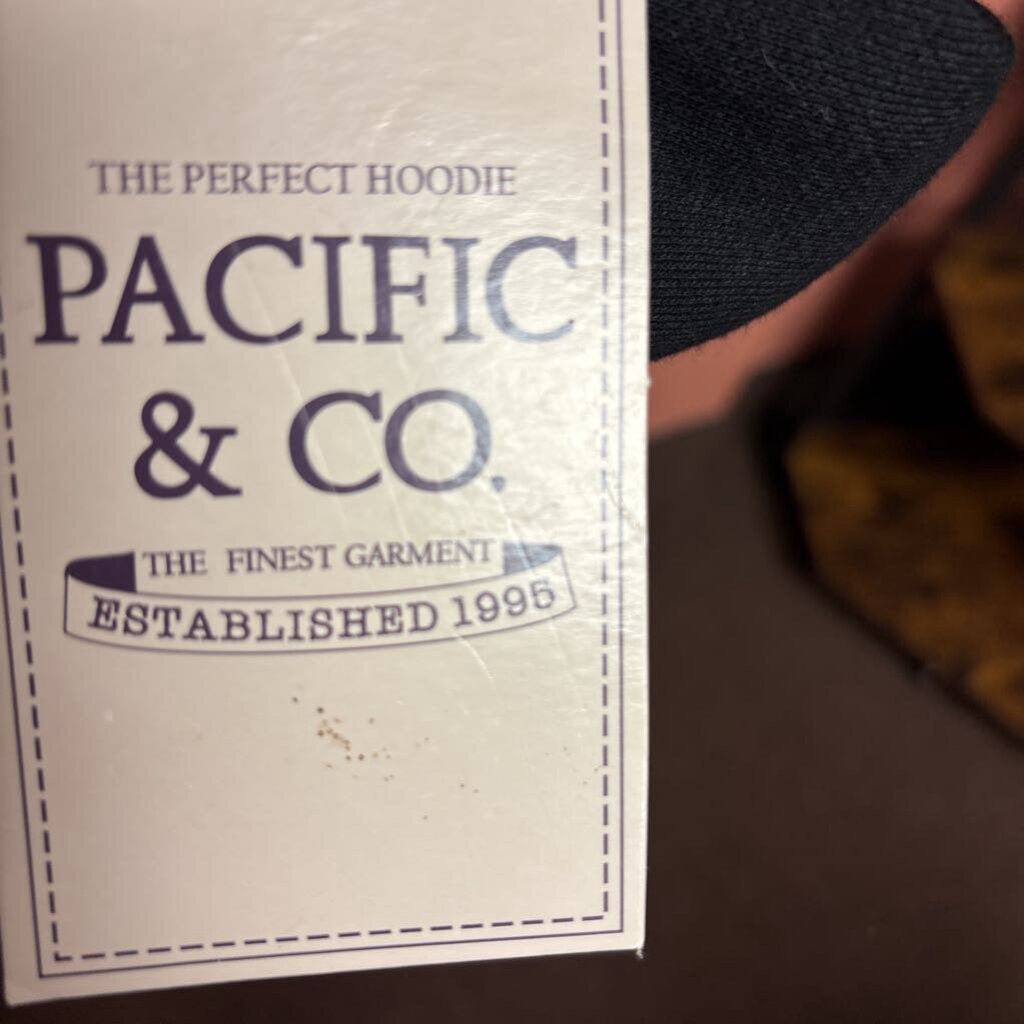 THE PERFECT HOODIE
PACIFIC
& CO.
THE FINEST GARMENT
ESTABLISHED 1995